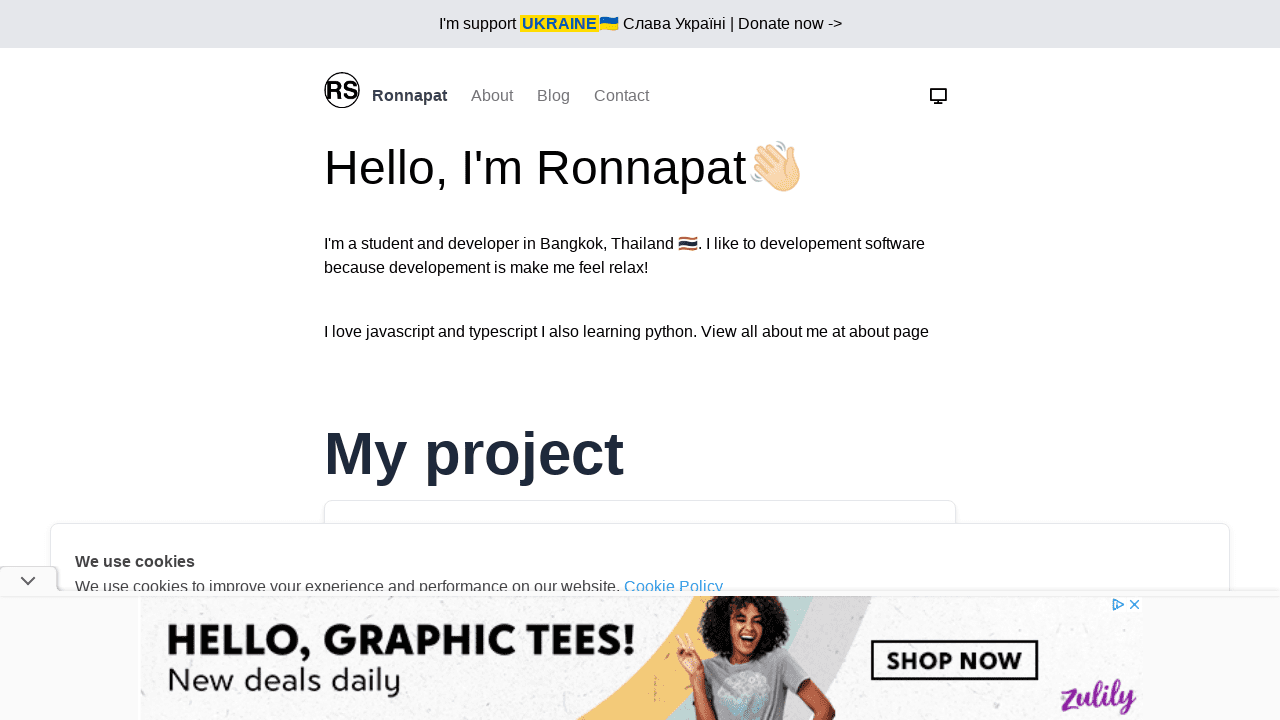 I'm support UKRAINE🇺🇦 Слава Україні | Donate now ->
RS Ronnapat About Blog Contact
Hello, I'm Ronnapat👋🏻
I'm a student and developer in Bangkok, Thailand 🇹🇭. I like to developement software
because developement is make me feel relax!
I love javascript and typescript I also learning python. View all about me at about page
My project
We use cookies
We use cookies to improve your experience and performance on our website. Cookie Policy
HELLO, GRAPHIC TEES!
New deals daily
SHOP NOW
zulily